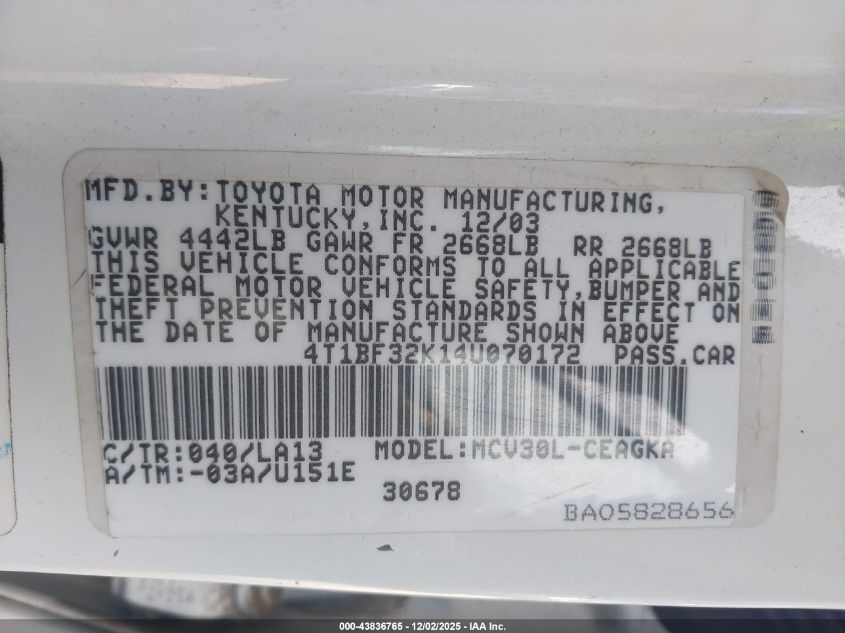 MFD.BY:TOYOTA MOTOR MANUFACTURING,
KENTUCKY,INC. 12/03
GVWR 4442LB GAWR FR 2668LB RR 2668LB
THIS VEHICLE CONFORMS TO ALL APPLICABLE
FEDERAL MOTOR VEHICLE SAFETY,BUMPER AND
THEFT PREVENTION STANDARDS IN EFFECT ON
THE DATE OF MANUFACTURE SHOWN ABOVE
4T1BF32K14U070172 PASS.CAR
C/TR:040/LA13 MODEL:MCV30L-CEAGKA
A/TM:-03A/U151E
30678
BAO5828656
000-43836765 - 12/02/2025 - IAA Inc.